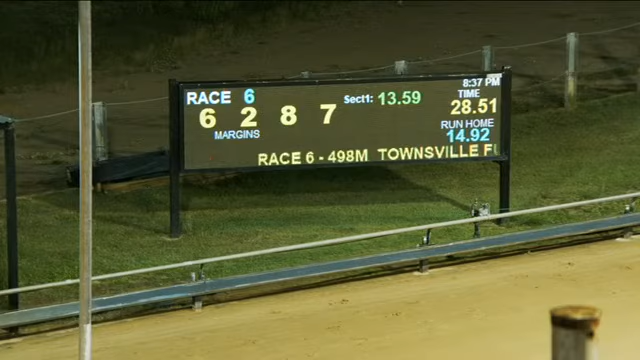 8:37 PM
RACE 6 Sect1: 13.59 TIME
6 2 8 7 28.51
MARGINS RUN HOME
14.92
RACE 6 - 498M TOWNSVILLE